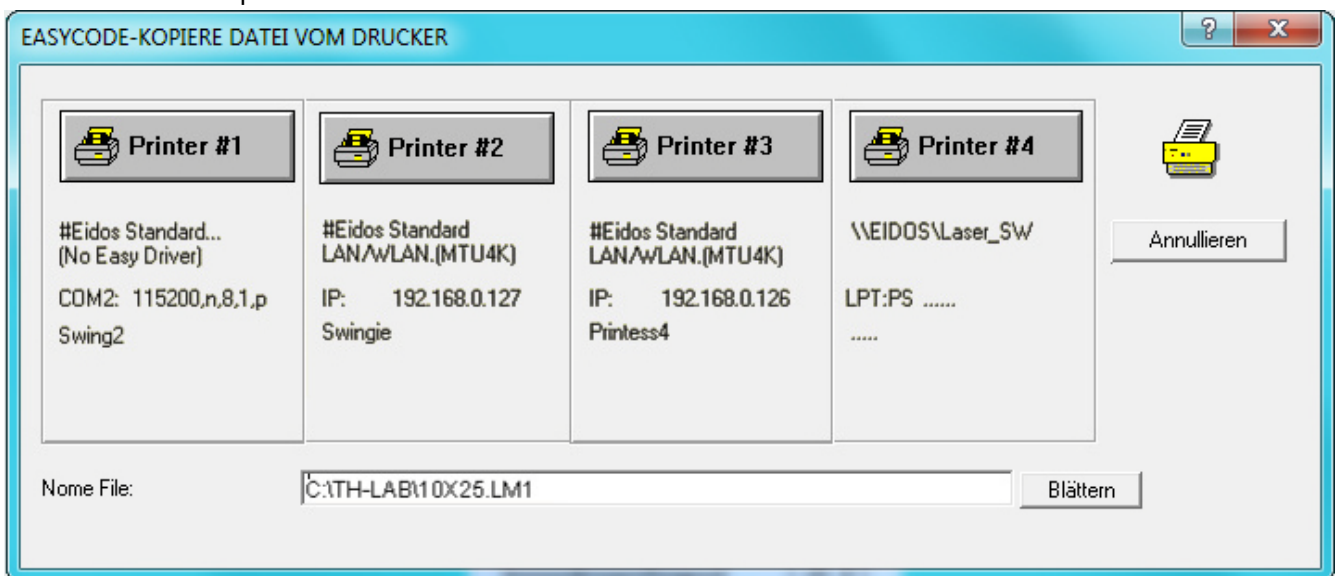 EASYCODE-KOPIERE DATEI VOM DRUCKER
Printer #1
Printer #2
Printer #3
Printer #4
#Eidos Standard...
(No Easy Driver)
COM2: 115200,n,8,1,p
Swing2
#Eidos Standard
LAN/WLAN.(MTU4K)
IP: 192.168.0.127
Swingie
#Eidos Standard
LAN/WLAN.(MTU4K)
IP: 192.168.0.126
Printess4
\\EIDOS\Laser_SW
LPT:PS ......
.....
Annullieren
Nome File:
C:\TH-LAB\10X25.LM1
Blättern